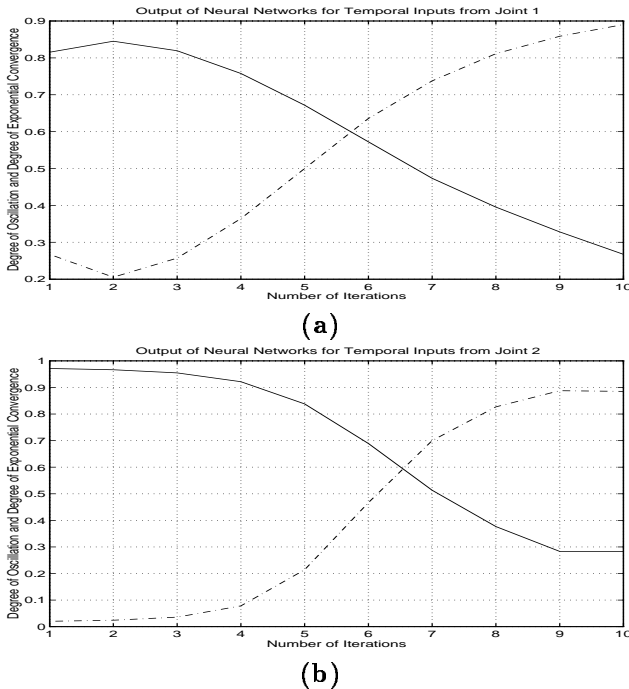 Output of Neural Networks for Temporal Inputs from Joint 1
Degree of Oscillation and Degree of Exponential Convergence
0.9
0.8
0.7
0.6
0.5
0.4
0.3
0.2
1 2 3 4 5 6 7 8 9 10
Number of Iterations
(a)
Output of Neural Networks for Temporal Inputs from Joint 2
Degree of Oscillation and Degree of Exponential Convergence
1
0.9
0.8
0.7
0.6
0.5
0.4
0.3
0.2
0.1
0
1 2 3 4 5 6 7 8 9 10
Number of Iterations
(b)